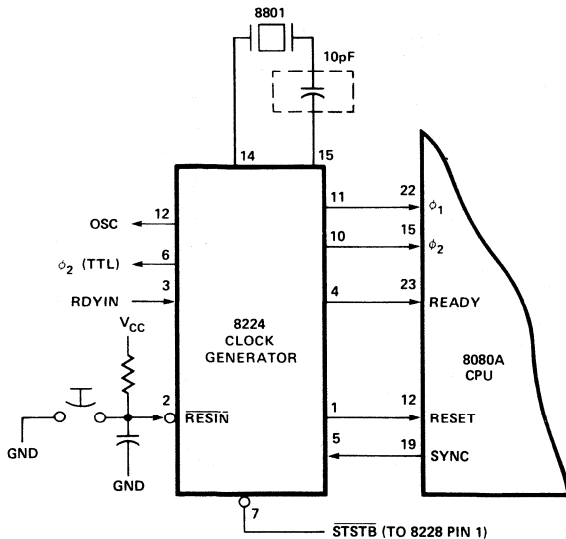 8801
10pF
14 15
11 22 ϕ1
12 OSC
10 15 ϕ2
6 ϕ2 (TTL)
3 RDYIN
4 23 READY
VCC
8224
CLOCK
GENERATOR
8080A
CPU
2 RESIN
1 12 RESET
GND
5 19 SYNC
GND
7
STSTB (TO 8228 PIN 1)